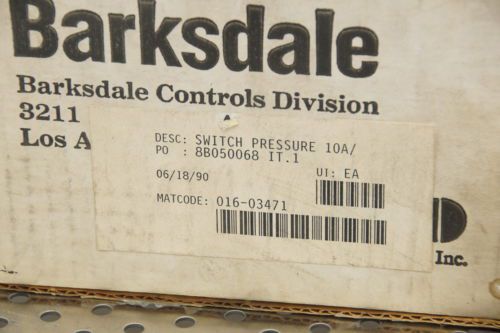 Barksdale
Barksdale Controls Division
3211
Los A
DESC: SWITCH PRESSURE 10A/
PO : 8B050068 IT.1
06/18/90 UI: EA
MATCODE: 016-03471
Inc.